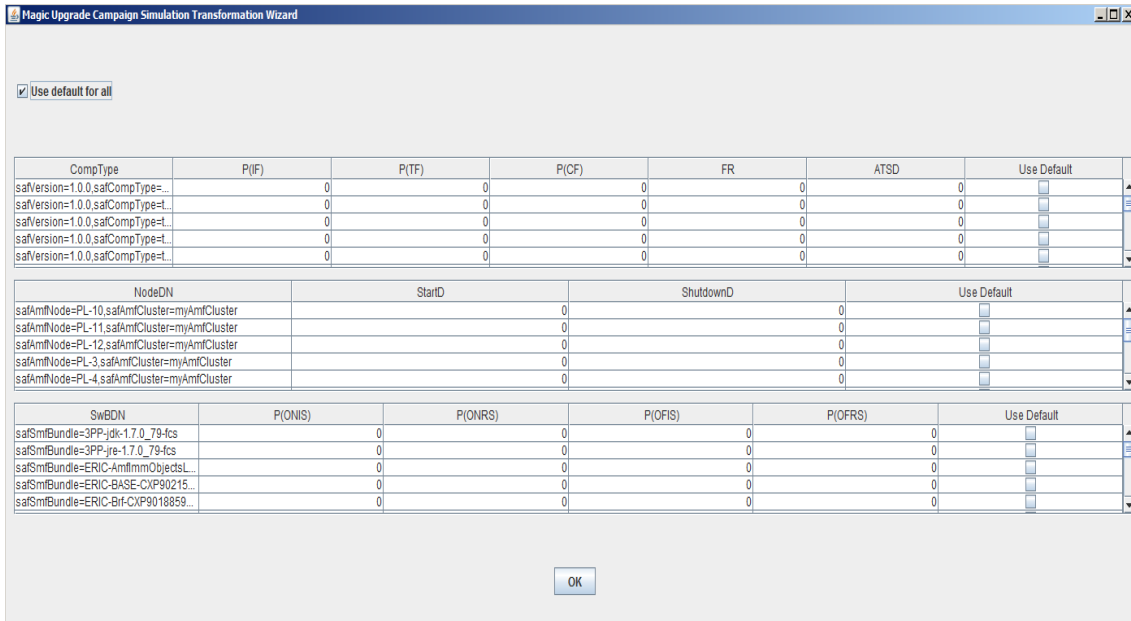 Magic Upgrade Campaign Simulation Transformation Wizard
Use default for all
CompType P(IF) P(TF) P(CF) FR ATSD Use Default
safVersion=1.0.0,safCompType=... 0 0 0 0 0
safVersion=1.0.0,safCompType=t... 0 0 0 0 0
safVersion=1.0.0,safCompType=t... 0 0 0 0 0
safVersion=1.0.0,safCompType=t... 0 0 0 0 0
safVersion=1.0.0,safCompType=t... 0 0 0 0 0
NodeDN StartD ShutdownD Use Default
safAmfNode=PL-10,safAmfCluster=myAmfCluster 0 0
safAmfNode=PL-11,safAmfCluster=myAmfCluster 0 0
safAmfNode=PL-12,safAmfCluster=myAmfCluster 0 0
safAmfNode=PL-3,safAmfCluster=myAmfCluster 0 0
safAmfNode=PL-4,safAmfCluster=myAmfCluster 0 0
SwBDN P(ONIS) P(ONRS) P(OFIS) P(OFRS) Use Default
safSmfBundle=3PP-jdk-1.7.0_79-fcs 0 0 0 0
safSmfBundle=3PP-jre-1.7.0_79-fcs 0 0 0 0
safSmfBundle=ERIC-AmfImmObjectsL... 0 0 0 0
safSmfBundle=ERIC-BASE-CXP90215... 0 0 0 0
safSmfBundle=ERIC-Brf-CXP9018859... 0 0 0 0
OK